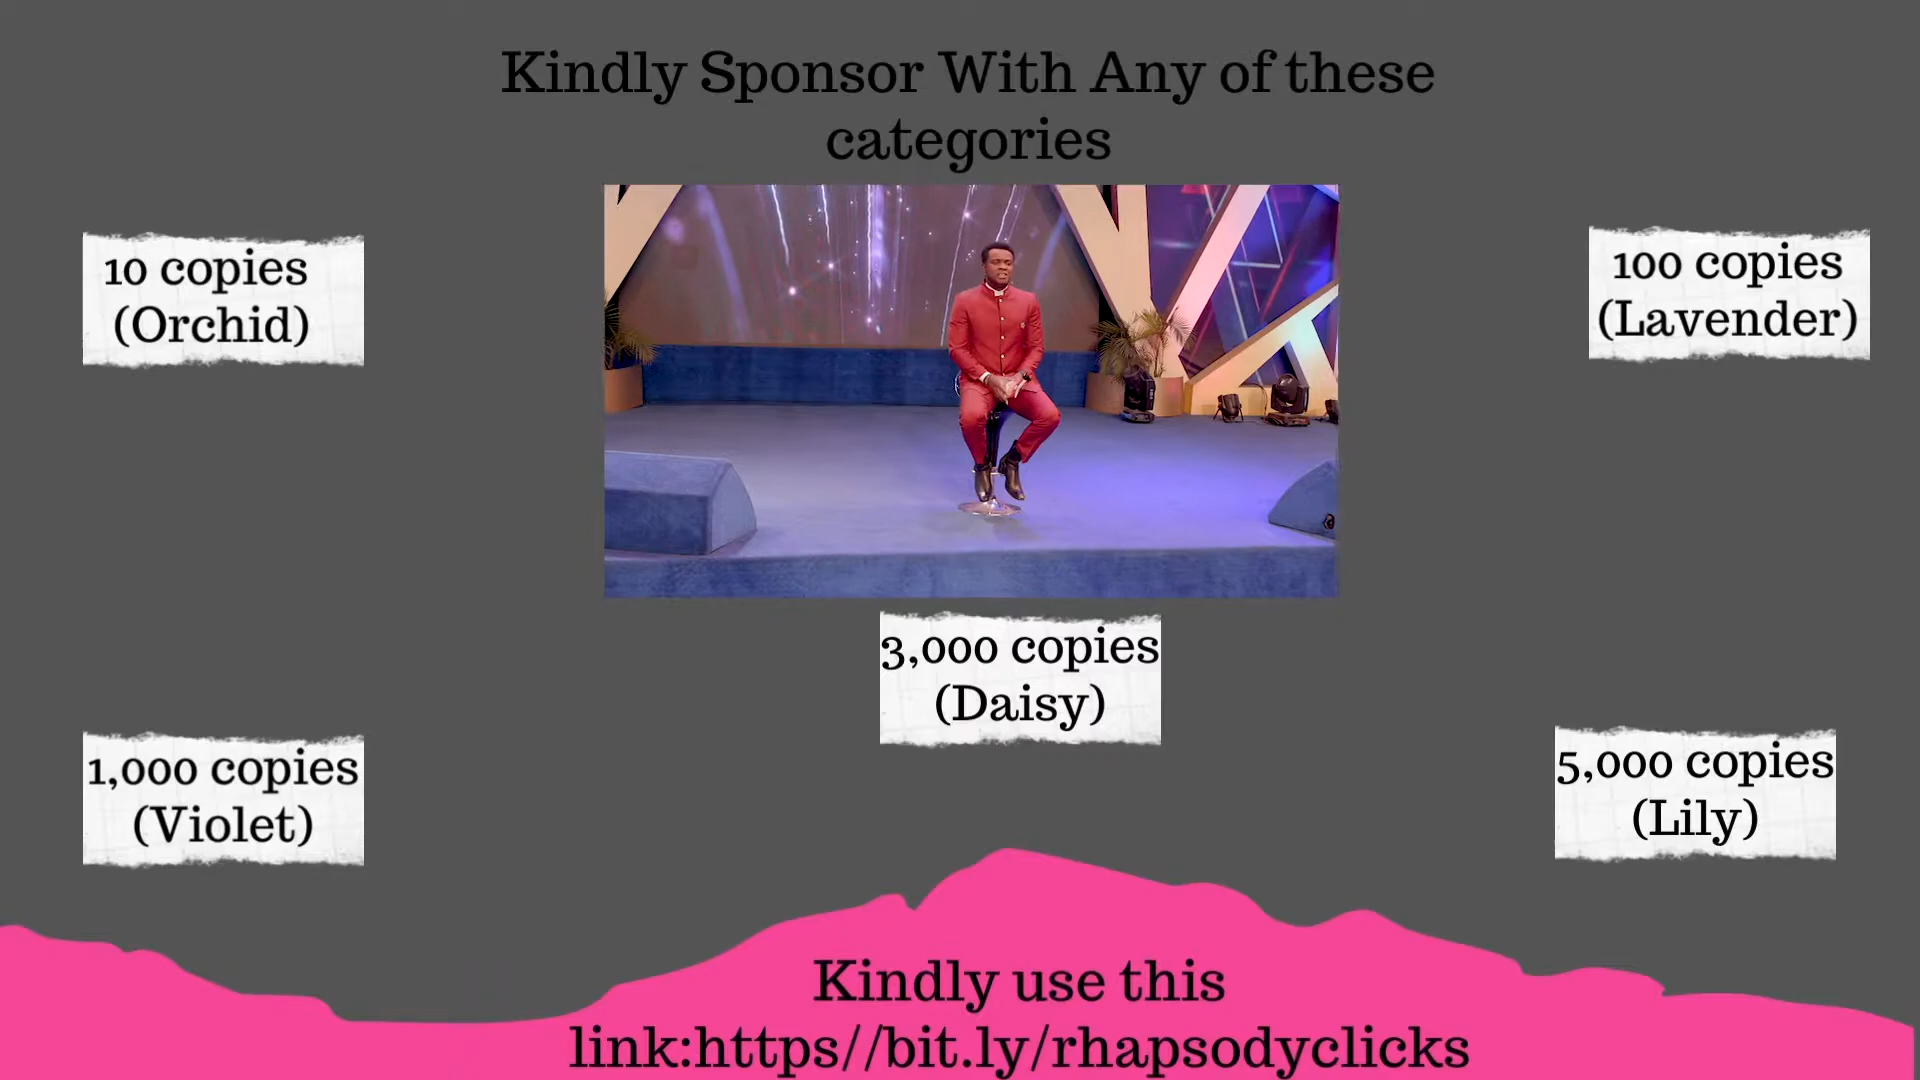 Kindly Sponsor With Any of these
categories
10 copies
(Orchid)
100 copies
(Lavender)
3,000 copies
(Daisy)
1,000 copies
(Violet)
5,000 copies
(Lily)
Kindly use this
link:https//bit.ly/rhapsodyclicks